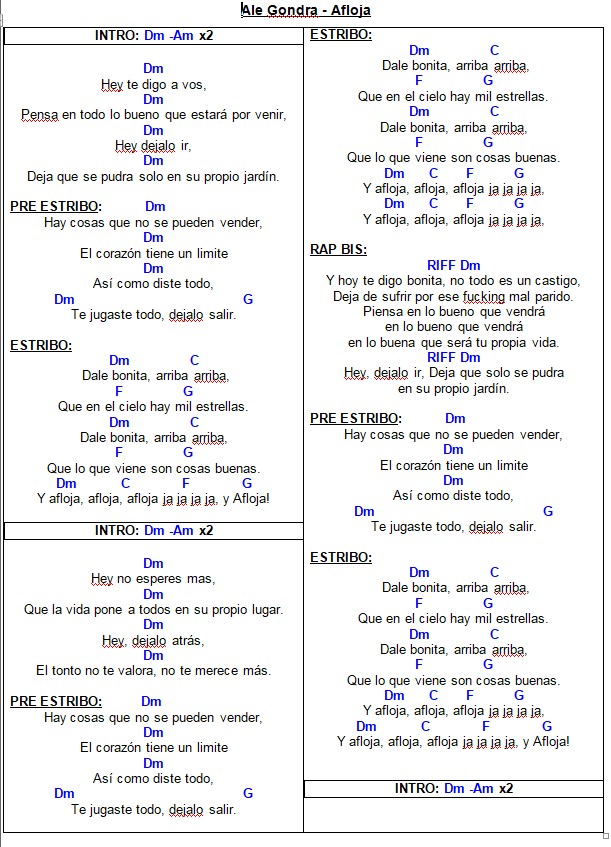 Ale Gondra - Afloja
INTRO: Dm -Am x2
Dm
Hey te digo a vos,
Dm
Pensa en todo lo bueno que estará por venir,
Dm
Hey dejalo ir,
Dm
Deja que se pudra solo en su propio jardín.
PRE ESTRIBO: Dm
Hay cosas que no se pueden vender,
Dm
El corazón tiene un limite
Dm
Así como diste todo,
Dm G
Te jugaste todo, dejalo salir.
ESTRIBO:
Dm C
Dale bonita, arriba arriba,
F G
Que en el cielo hay mil estrellas.
Dm C
Dale bonita, arriba arriba,
F G
Que lo que viene son cosas buenas.
Dm C F G
Y afloja, afloja, afloja ja ja ja ja, y Afloja!
INTRO: Dm -Am x2
Dm
Hey no esperes mas,
Dm
Que la vida pone a todos en su propio lugar.
Dm
Hey, dejalo atrás,
Dm
El tonto no te valora, no te merece más.
PRE ESTRIBO: Dm
Hay cosas que no se pueden vender,
Dm
El corazón tiene un limite
Dm
Así como diste todo,
Dm G
Te jugaste todo, dejalo salir.
ESTRIBO:
Dm C
Dale bonita, arriba arriba,
F G
Que en el cielo hay mil estrellas.
Dm C
Dale bonita, arriba arriba,
F G
Que lo que viene son cosas buenas.
Dm C F G
Y afloja, afloja, afloja ja ja ja ja,
Dm C F G
Y afloja, afloja, afloja ja ja ja ja,
RAP BIS:
RIFF Dm
Y hoy te digo bonita, no todo es un castigo,
Deja de sufrir por ese fucking mal parido.
Piensa en lo bueno que vendrá
en lo bueno que vendrá
en lo buena que será tu propia vida.
RIFF Dm
Hey, dejalo ir, Deja que solo se pudra
en su propio jardín.
PRE ESTRIBO: Dm
Hay cosas que no se pueden vender,
Dm
El corazón tiene un limite
Dm
Así como diste todo,
Dm G
Te jugaste todo, dejalo salir.
ESTRIBO:
Dm C
Dale bonita, arriba arriba,
F G
Que en el cielo hay mil estrellas.
Dm C
Dale bonita, arriba arriba,
F G
Que lo que viene son cosas buenas.
Dm C F G
Y afloja, afloja, afloja ja ja ja ja,
Dm C F G
Y afloja, afloja, afloja ja ja ja ja, y Afloja!
INTRO: Dm -Am x2